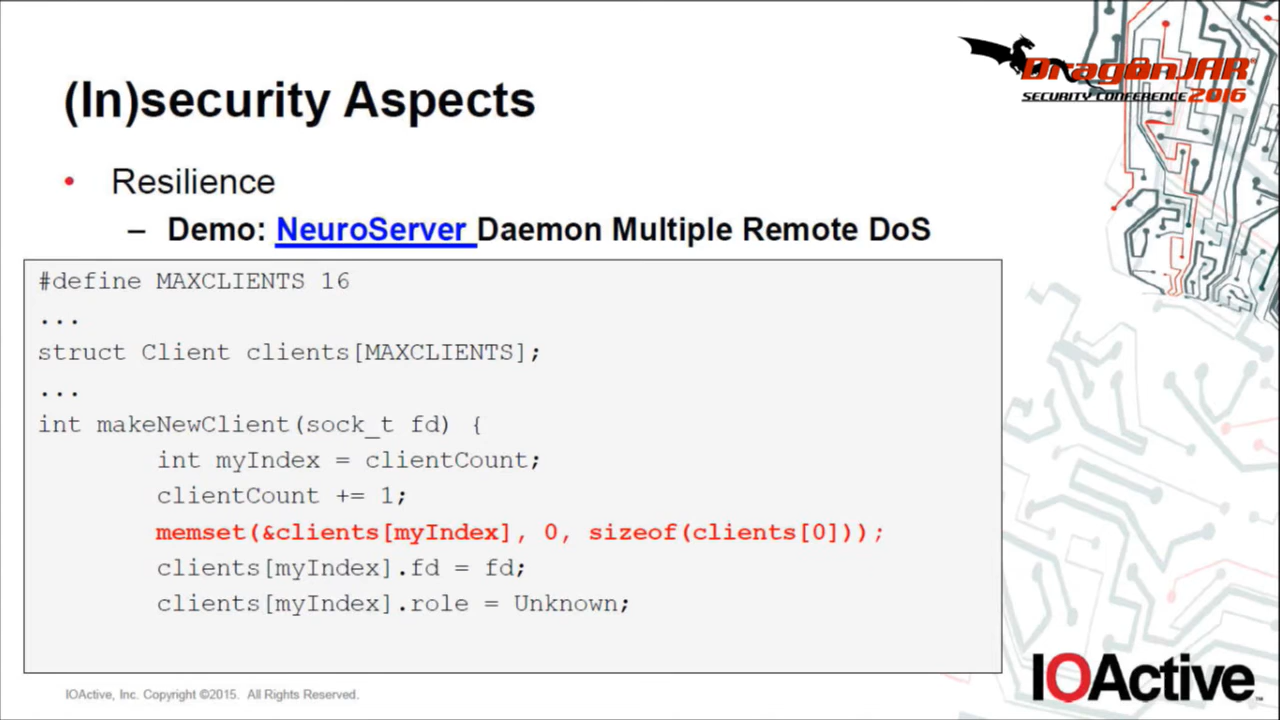 DragonJAR
SECURITY CONFERENCE 2016
(In)security Aspects
• Resilience
– Demo: NeuroServer Daemon Multiple Remote DoS
#define MAXCLIENTS 16
...
struct Client clients[MAXCLIENTS];
...
int makeNewClient(sock_t fd) {
int myIndex = clientCount;
clientCount += 1;
memset(&clients[myIndex], 0, sizeof(clients[0]));
clients[myIndex].fd = fd;
clients[myIndex].role = Unknown;
IOActive, Inc. Copyright ©2015. All Rights Reserved.
IOActive™